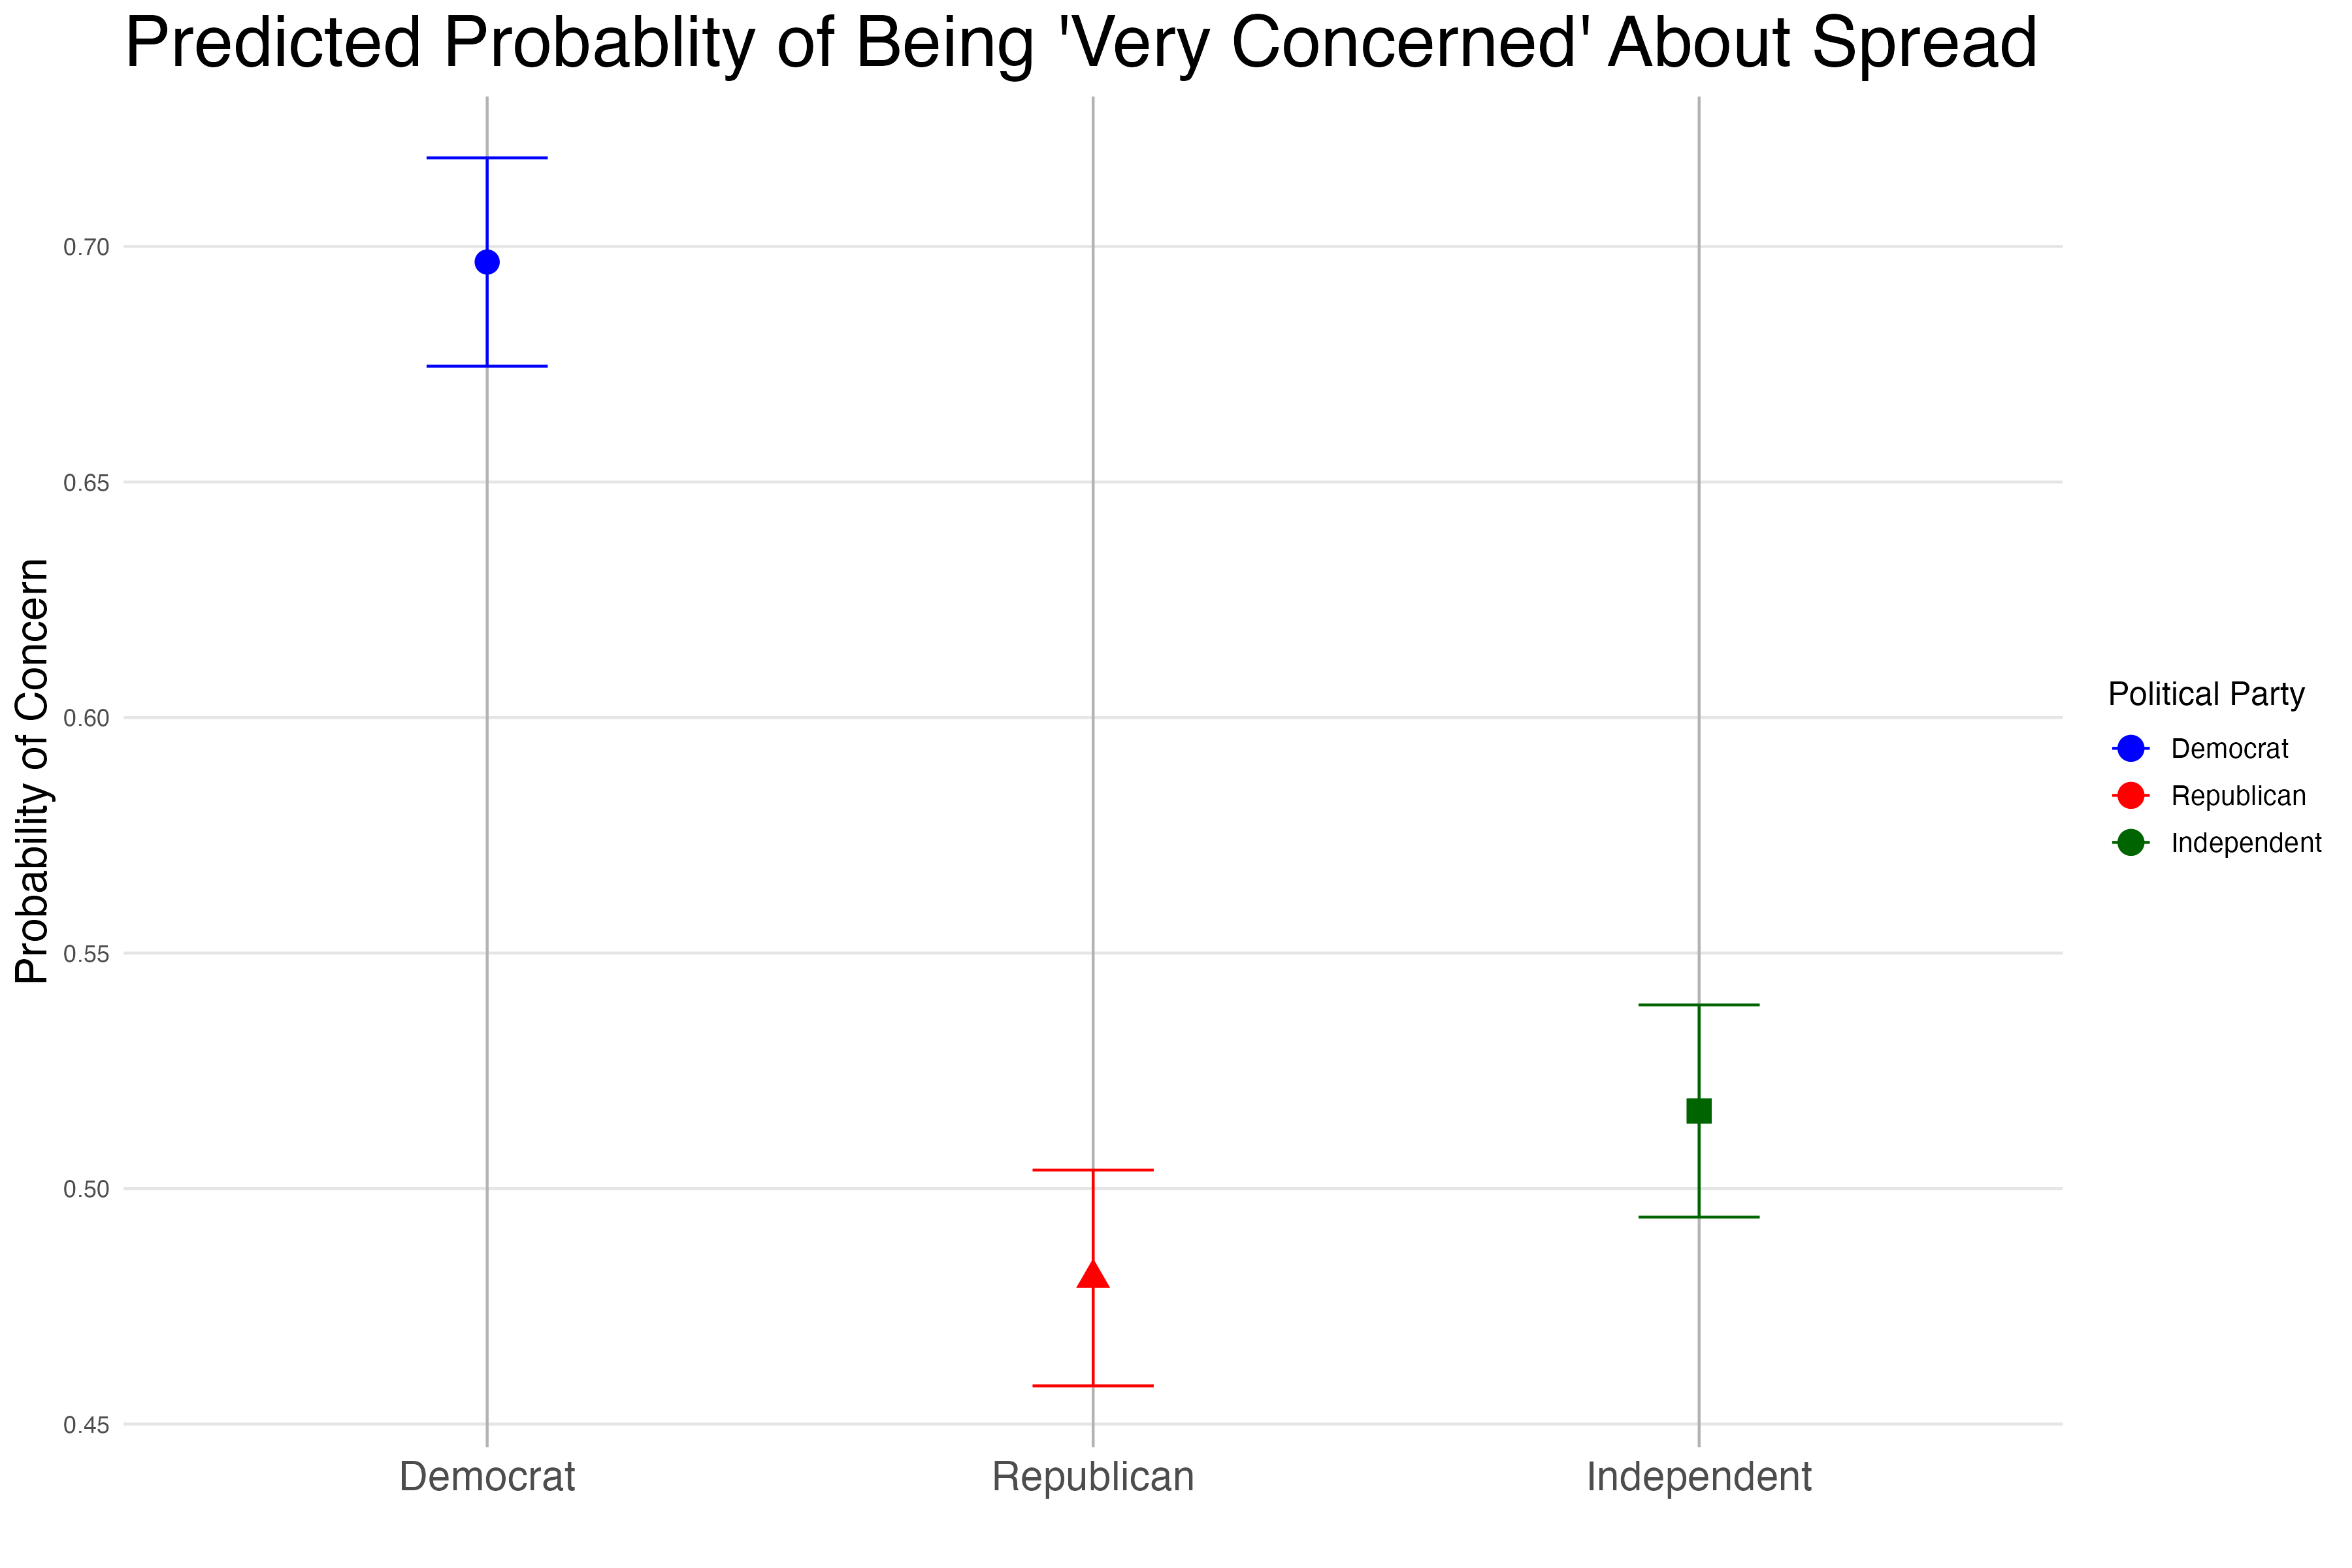 Predicted Probablity of Being 'Very Concerned' About Spread
Probability of Concern
0.70
0.65
0.60
0.55
0.50
0.45
Democrat
Republican
Independent
Political Party
Democrat
Republican
Independent